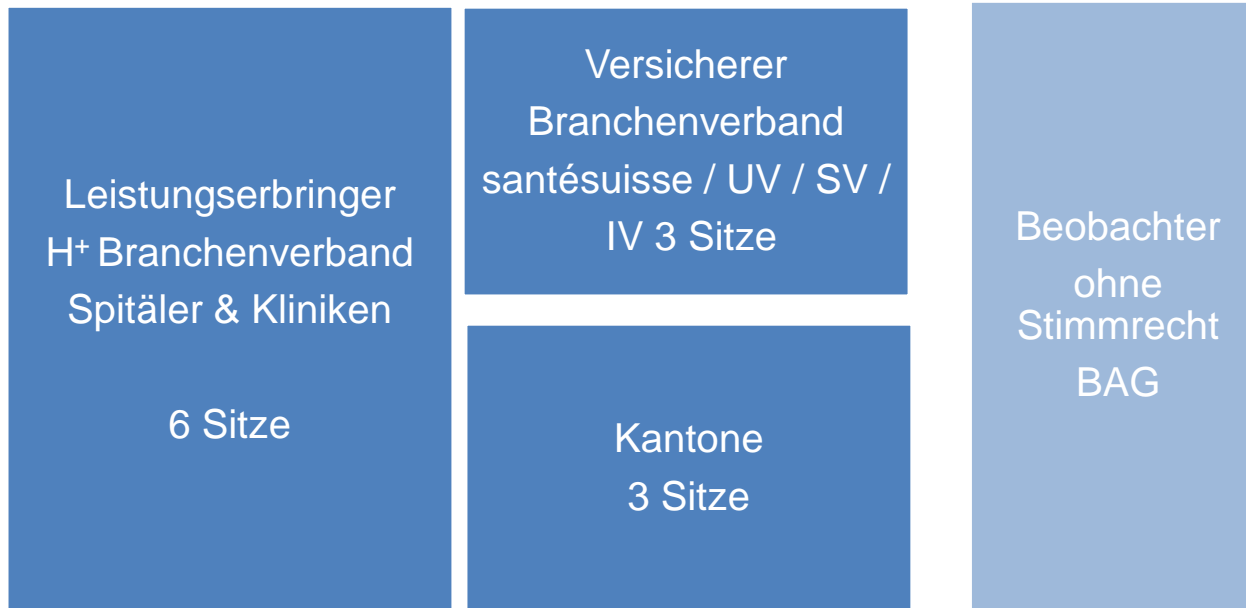 Leistungserbringer
H+ Branchenverband
Spitäler & Kliniken
6 Sitze
Versicherer
Branchenverband
santésuisse / UV / SV /
IV 3 Sitze
Kantone
3 Sitze
Beobachter
ohne
Stimmrecht
BAG